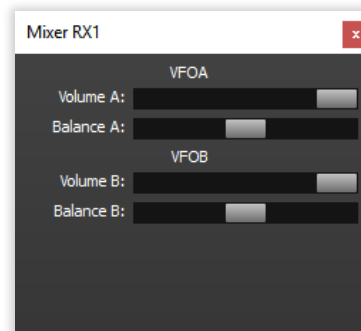 Mixer RX1
x
VFOA
Volume A:
Balance A:
VFOB
Volume B:
Balance B: